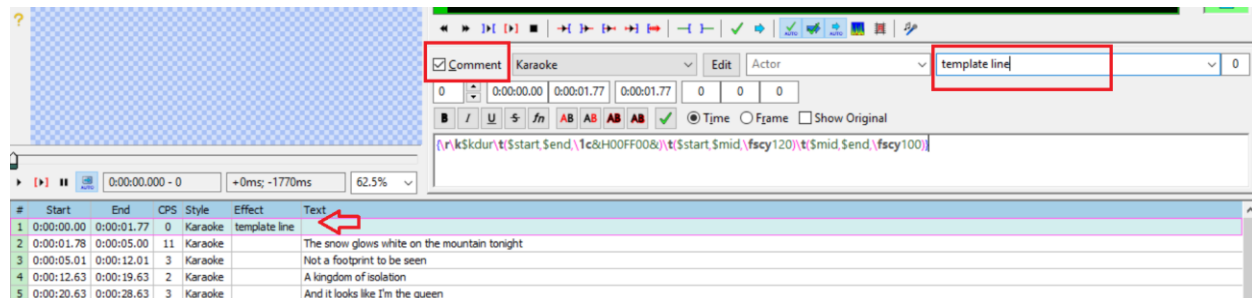 Comment Karaoke Edit Actor template line 0
0 0:00:00.00 0:00:01.77 0:00:01.77 0 0 0
B I U S fn AB AB AB AB Time Frame Show Original
{\r\k$kdur\t($start,$end,\1c&H00FF00&)\t($start,$mid,\fscy120)\t($mid,$end,\fscy100)}
0:00:00.000 - 0 +0ms; -1770ms 62.5%
# Start End CPS Style Effect Text
1 0:00:00.00 0:00:01.77 0 Karaoke template line
2 0:00:01.78 0:00:05.00 11 Karaoke The snow glows white on the mountain tonight
3 0:00:05.01 0:00:12.01 3 Karaoke Not a footprint to be seen
4 0:00:12.63 0:00:19.63 2 Karaoke A kingdom of isolation
5 0:00:20.63 0:00:28.63 3 Karaoke And it looks like I'm the queen